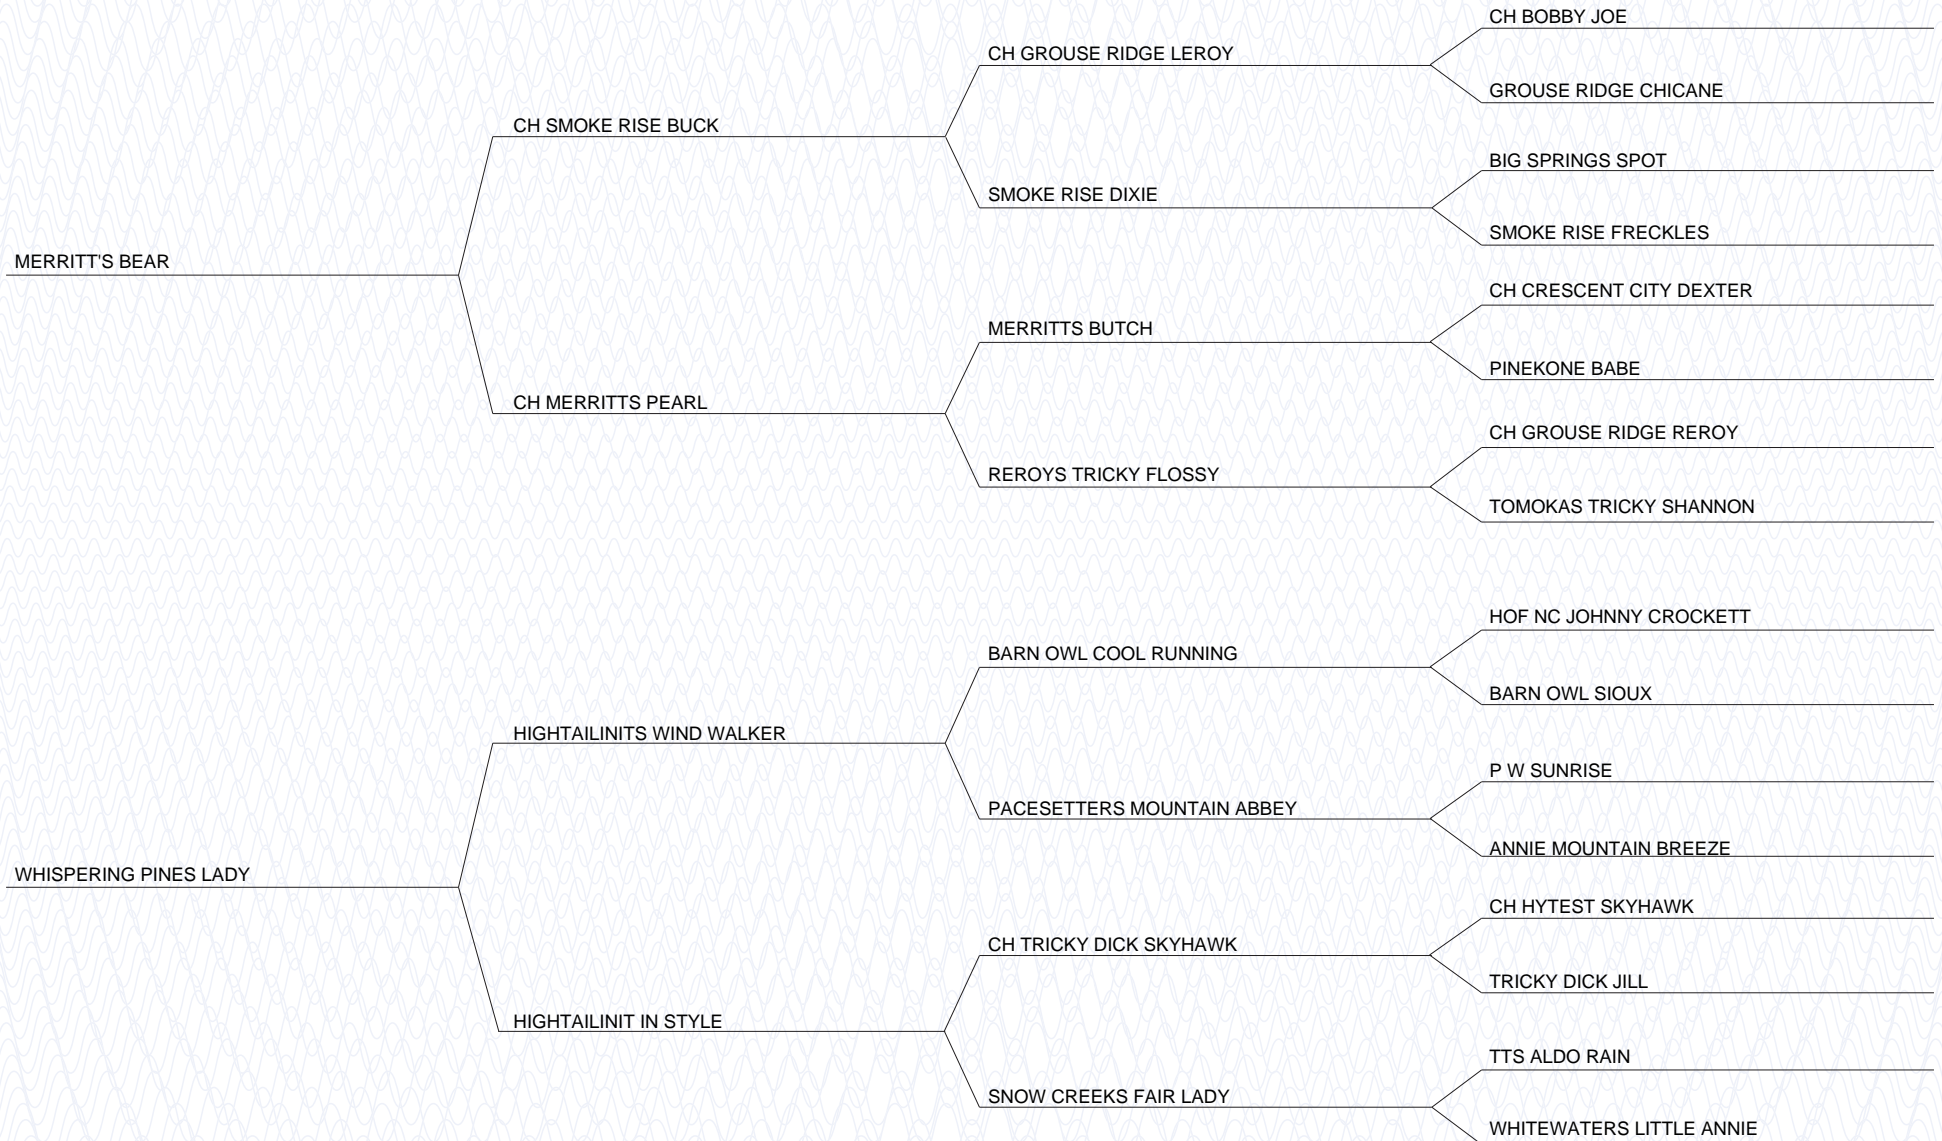 CH BOBBY JOE
CH GROUSE RIDGE LEROY
GROUSE RIDGE CHICANE
CH SMOKE RISE BUCK
BIG SPRINGS SPOT
SMOKE RISE DIXIE
SMOKE RISE FRECKLES
MERRITT'S BEAR
CH CRESCENT CITY DEXTER
MERRITTS BUTCH
PINEKONE BABE
CH MERRITTS PEARL
CH GROUSE RIDGE REROY
REROYS TRICKY FLOSSY
TOMOKAS TRICKY SHANNON
HOF NC JOHNNY CROCKETT
BARN OWL COOL RUNNING
BARN OWL SIOUX
HIGHTAILINITS WIND WALKER
P W SUNRISE
PACESETTERS MOUNTAIN ABBEY
ANNIE MOUNTAIN BREEZE
WHISPERING PINES LADY
CH HYTEST SKYHAWK
CH TRICKY DICK SKYHAWK
TRICKY DICK JILL
HIGHTAILINIT IN STYLE
TTS ALDO RAIN
SNOW CREEKS FAIR LADY
WHITEWATERS LITTLE ANNIE